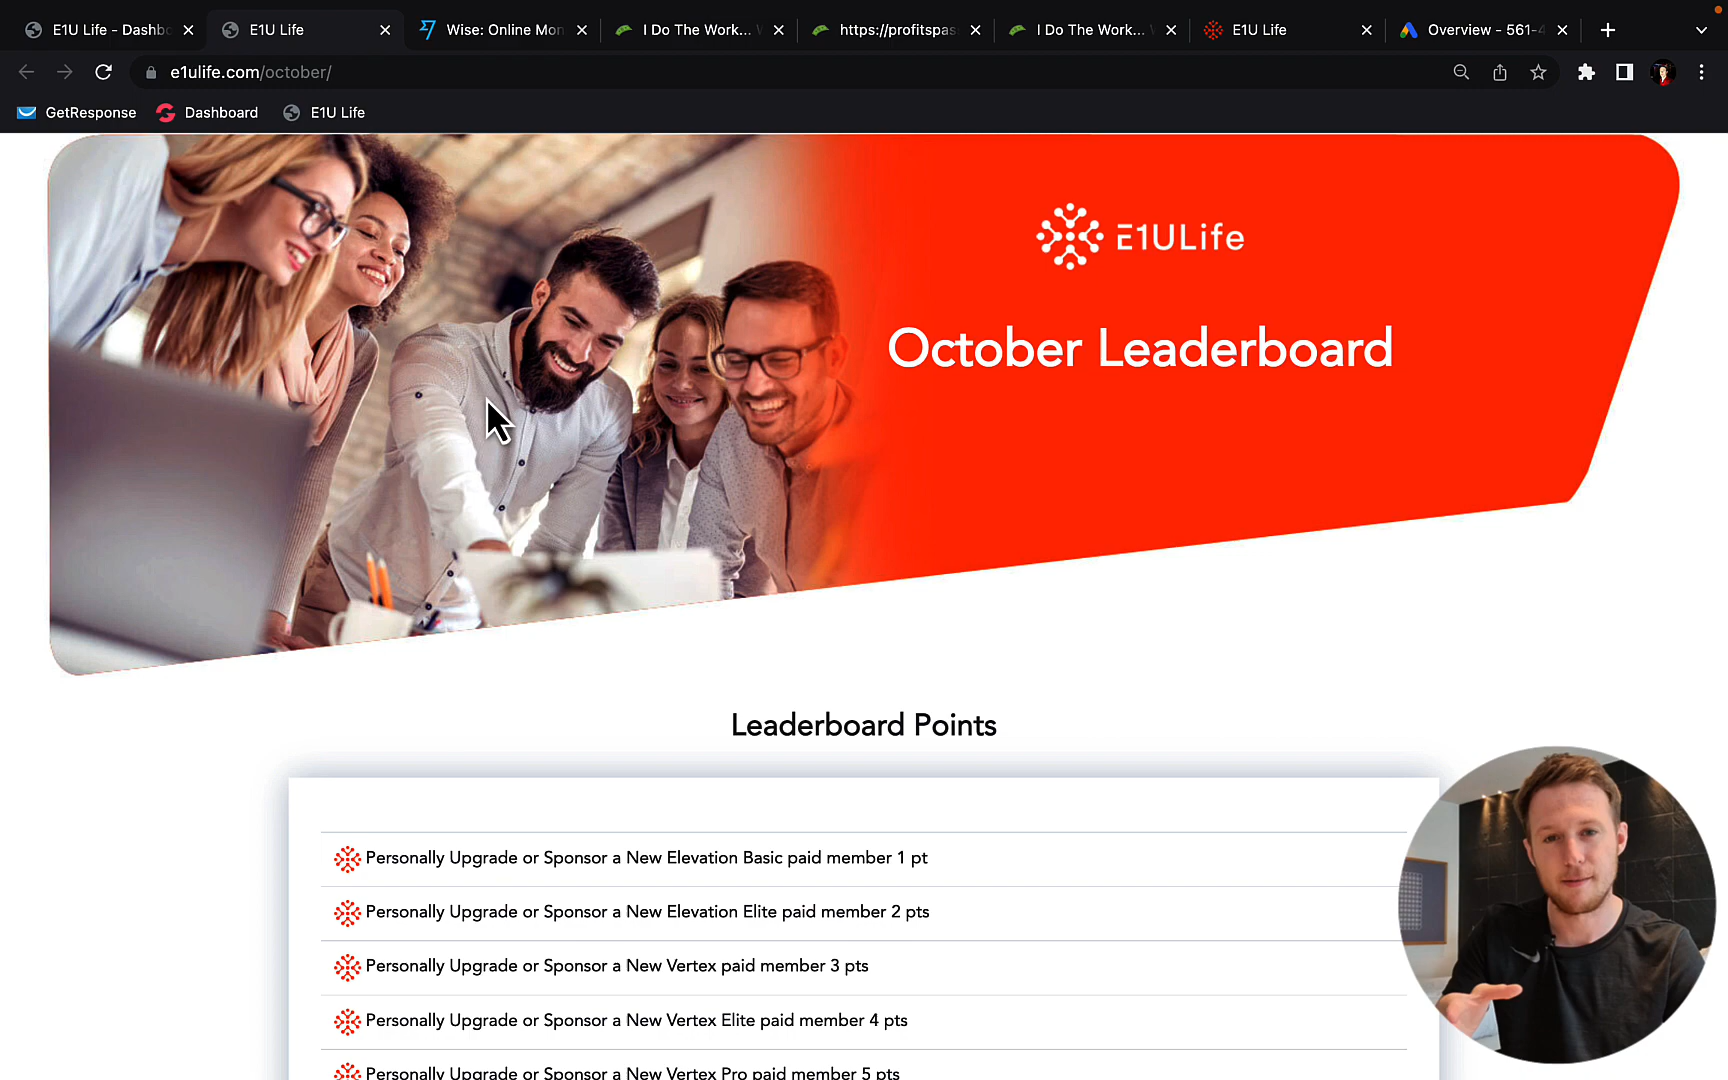 E1U Life - Dashbo
E1U Life
Wise: Online Mon
I Do The Work...
https://profitspas
I Do The Work...
E1U Life
Overview - 561-4
e1ulife.com/october/
GetResponse
Dashboard
E1U Life
E1ULife
October Leaderboard
Leaderboard Points
Personally Upgrade or Sponsor a New Elevation Basic paid member 1 pt
Personally Upgrade or Sponsor a New Elevation Elite paid member 2 pts
Personally Upgrade or Sponsor a New Vertex paid member 3 pts
Personally Upgrade or Sponsor a New Vertex Elite paid member 4 pts
Personally Upgrade or Sponsor a New Vertex Pro paid member 5 pts